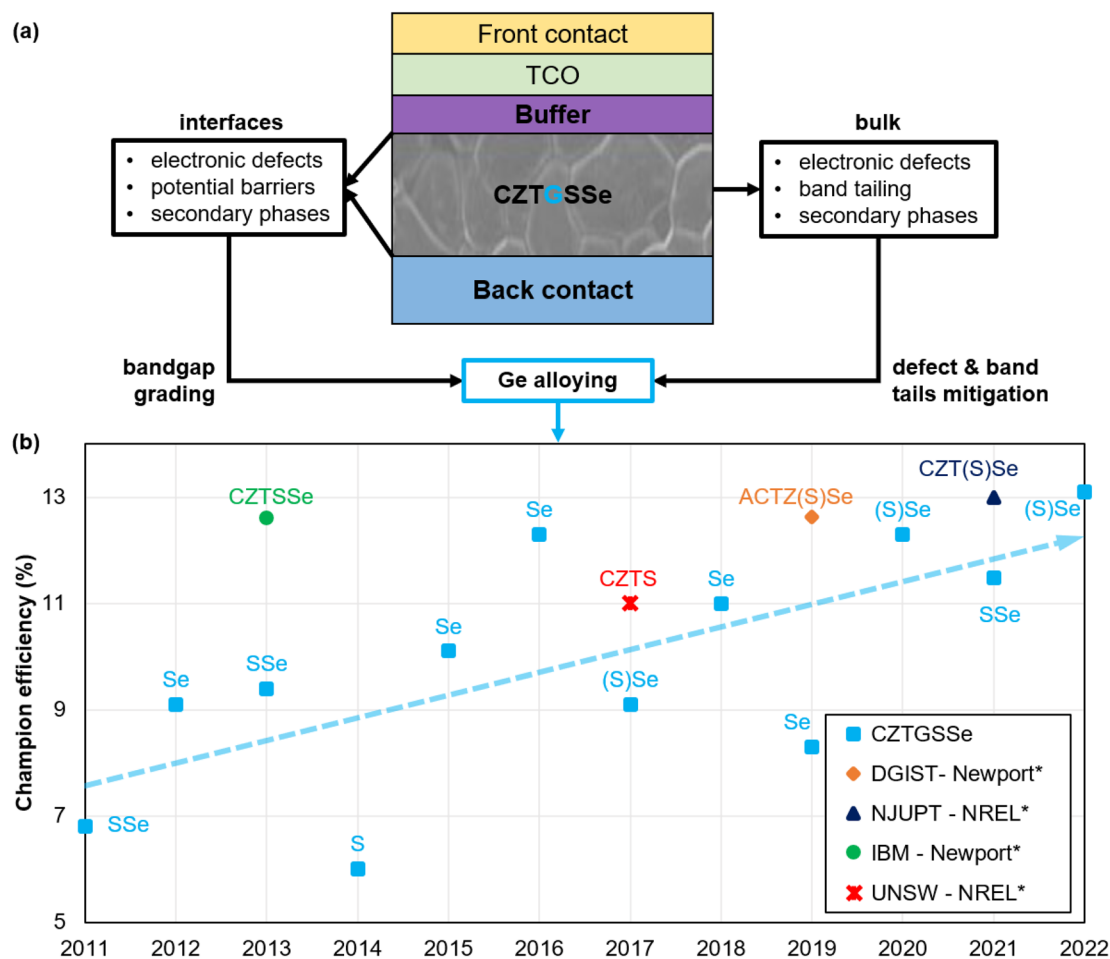 (a)
Front contact
TCO
Buffer
CZTGSSe
Back contact
interfaces
• electronic defects
• potential barriers
• secondary phases
bulk
• electronic defects
• band tailing
• secondary phases
bandgap
grading
Ge alloying
defect & band
tails mitigation
(b)
Champion efficiency (%)
13
11
9
7
5
2011
2012
2013
2014
2015
2016
2017
2018
2019
2020
2021
2022
SSe
Se
CZTSSe
SSe
S
Se
Se
CZTS
(S)Se
Se
ACTZ(S)Se
Se
(S)Se
CZT(S)Se
SSe
(S)Se
CZTGSSe
DGIST- Newport*
NJUPT - NREL*
IBM - Newport*
UNSW - NREL*